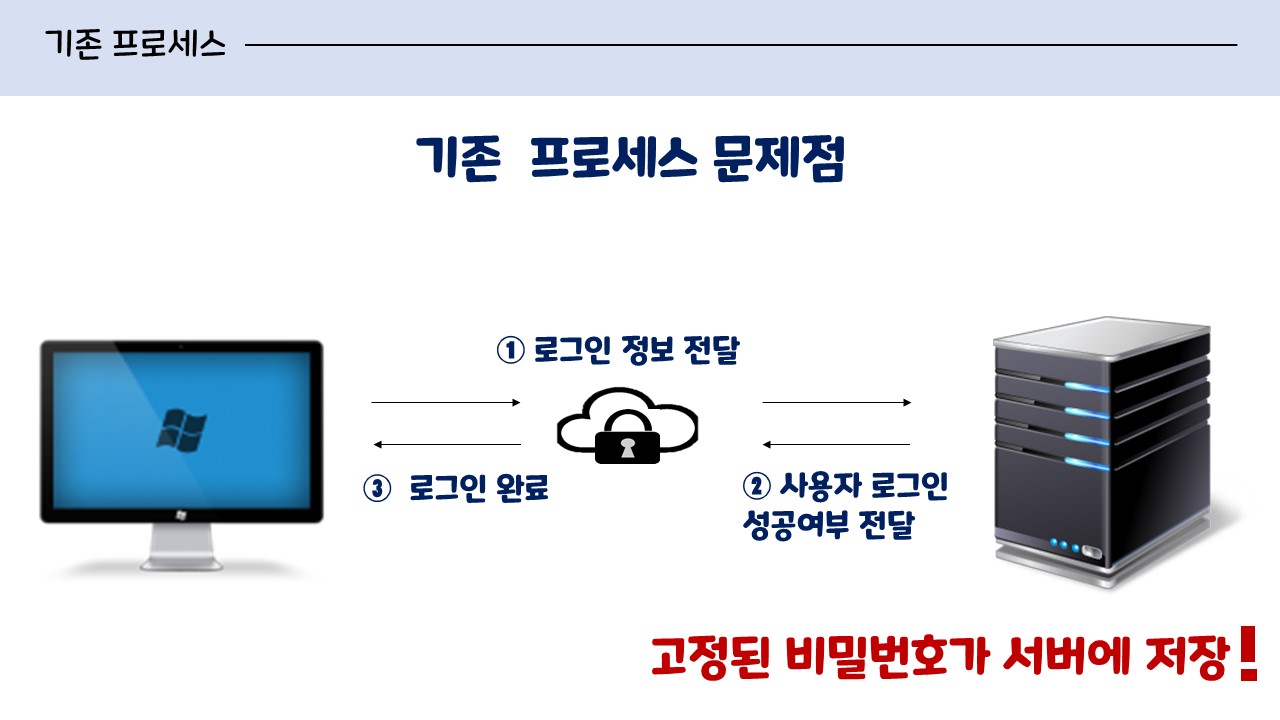 기존 프로세스
기존 프로세스 문제점
① 로그인 정보 전달
③ 로그인 완료
② 사용자 로그인
성공여부 전달
고정된 비밀번호가 서버에 저장!